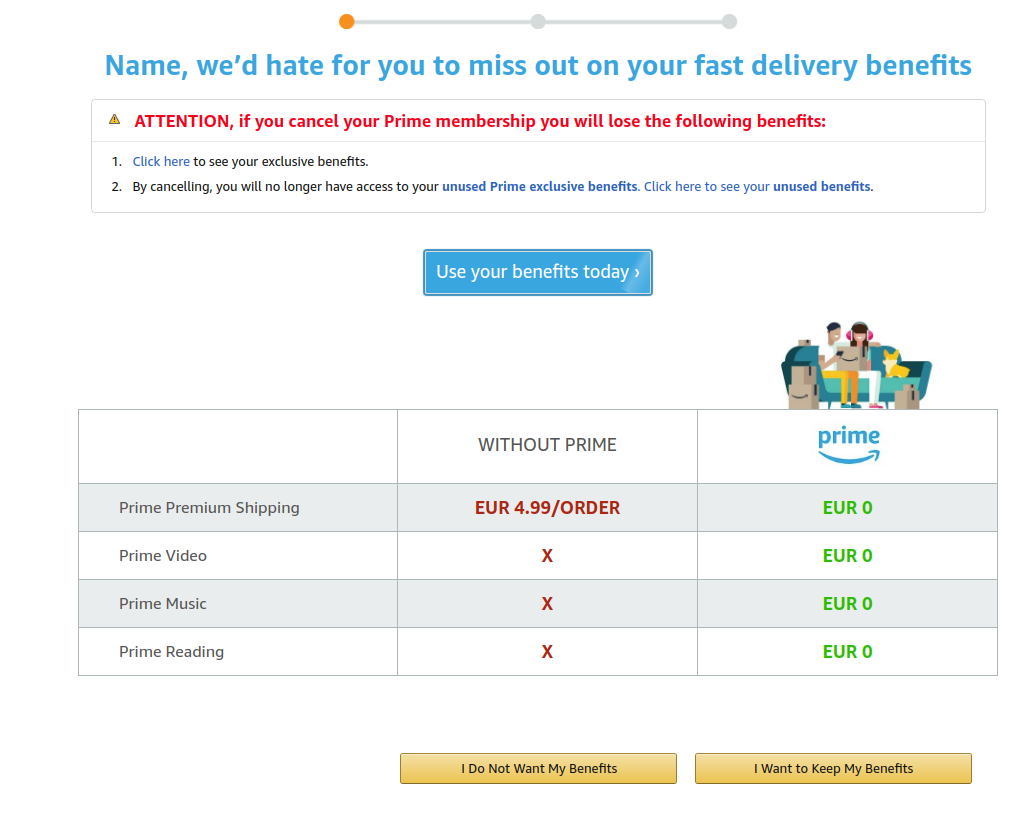 Name, we’d hate for you to miss out on your fast delivery benefits
ATTENTION, if you cancel your Prime membership you will lose the following benefits:
1. Click here to see your exclusive benefits.
2. By cancelling, you will no longer have access to your unused Prime exclusive benefits. Click here to see your unused benefits.
Use your benefits today ›
WITHOUT PRIME prime
Prime Premium Shipping EUR 4.99/ORDER EUR 0
Prime Video X EUR 0
Prime Music X EUR 0
Prime Reading X EUR 0
I Do Not Want My Benefits I Want to Keep My Benefits